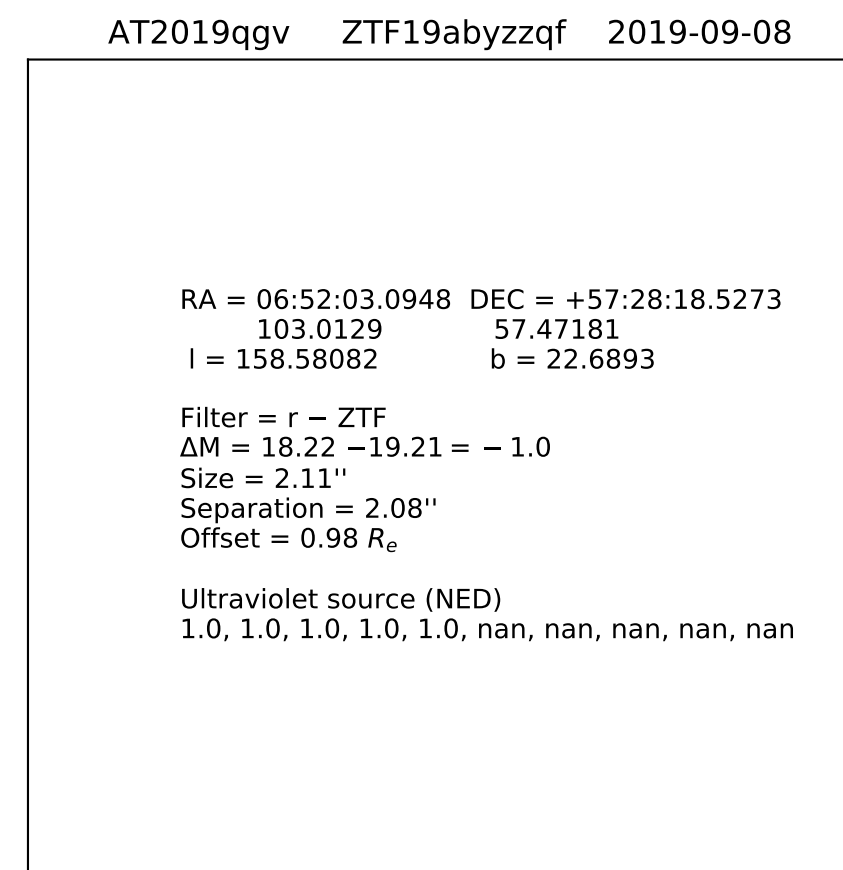 AT2019qgv ZTF19abyzzqf 2019-09-08
RA = 06:52:03.0948 DEC = +57:28:18.5273
103.0129 57.47181
l = 158.58082 b = 22.6893
Filter = r − ZTF
ΔM = 18.22 −19.21 = − 1.0
Size = 2.11''
Separation = 2.08''
Offset = 0.98 Rₑ
Ultraviolet source (NED)
1.0, 1.0, 1.0, 1.0, 1.0, nan, nan, nan, nan, nan